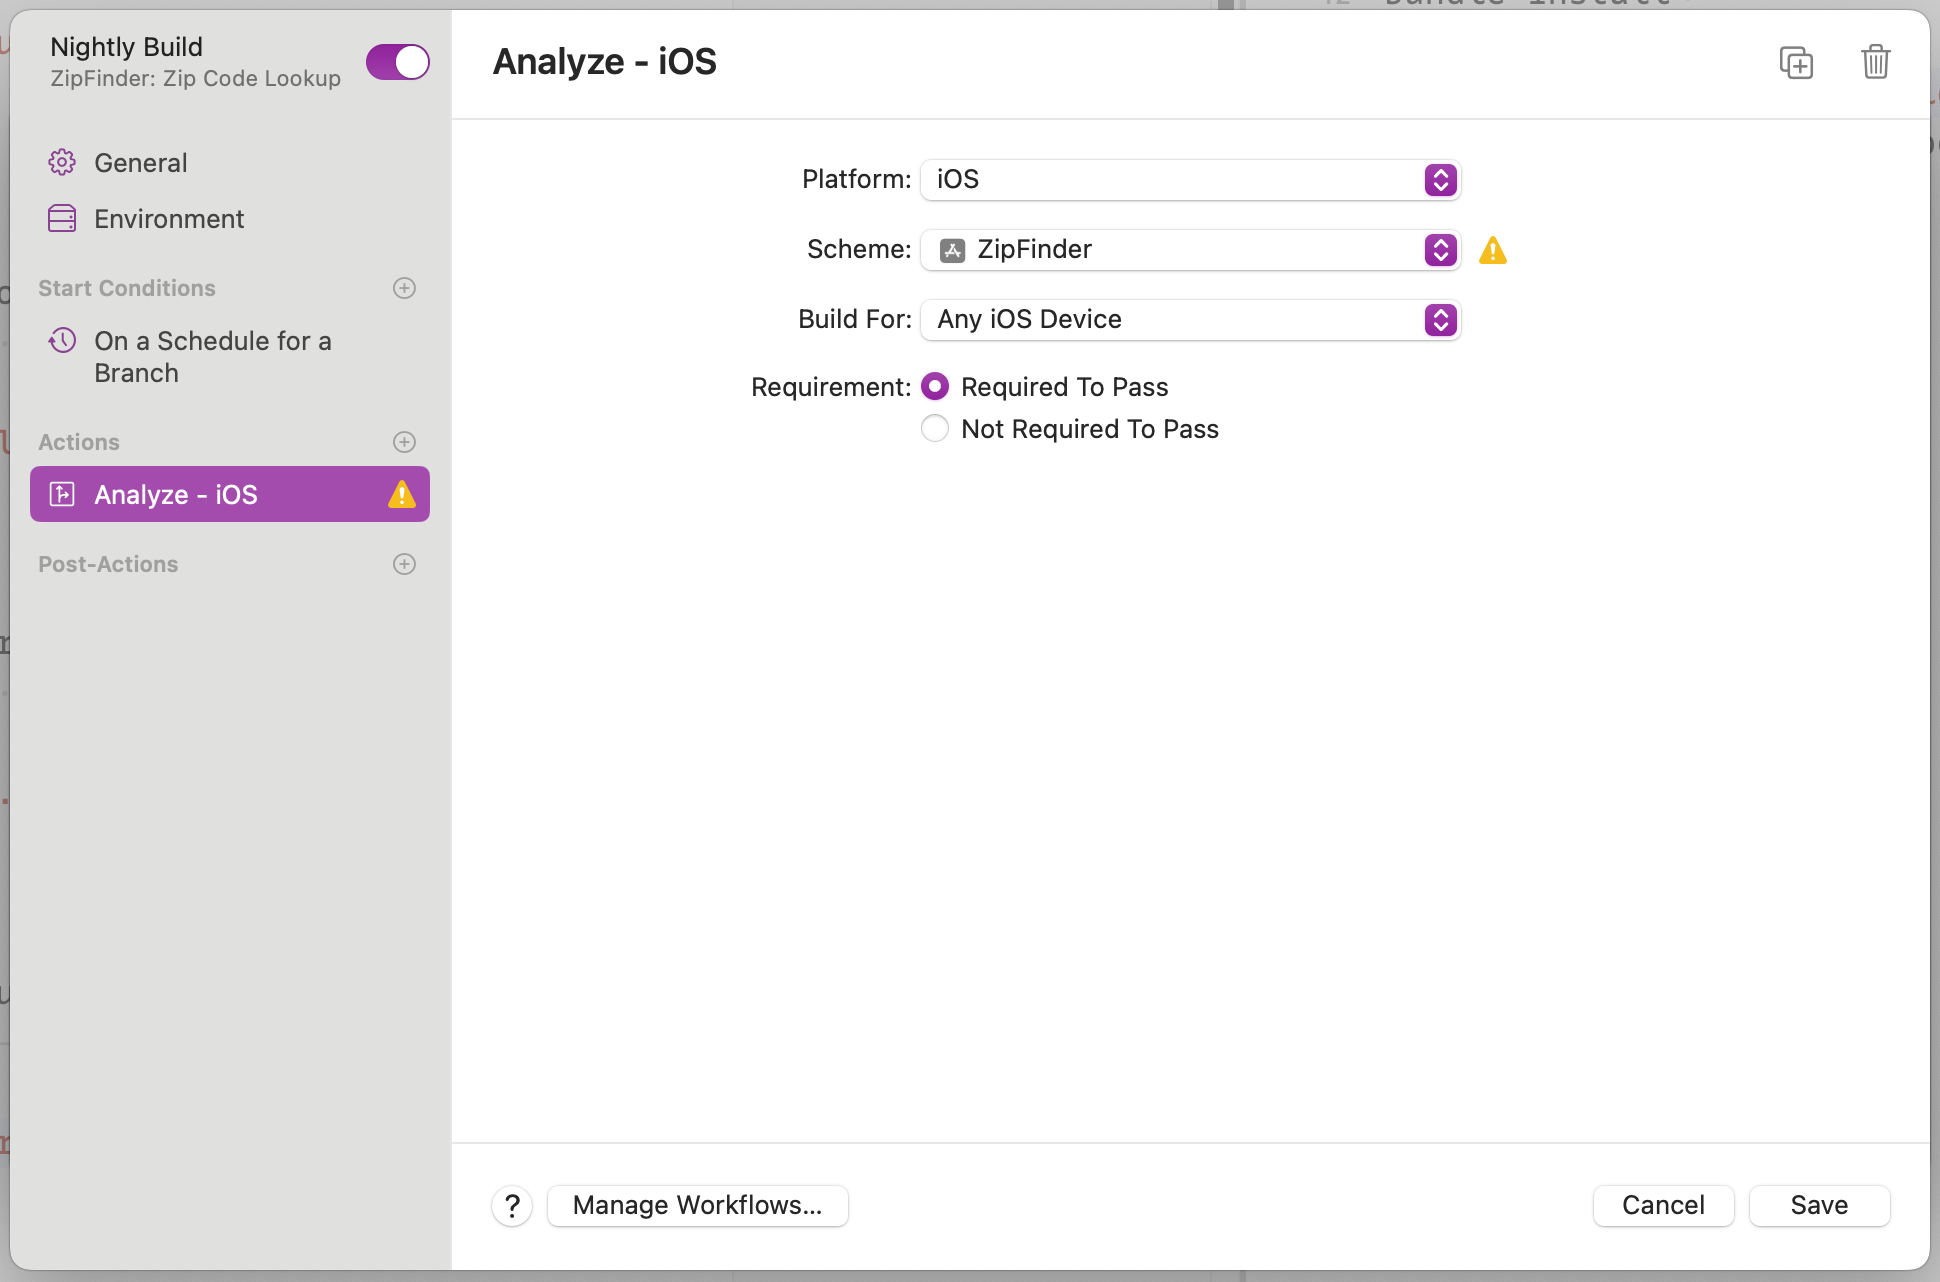 Nightly Build
ZipFinder: Zip Code Lookup
General
Environment
Start Conditions
On a Schedule for a
Branch
Actions
Analyze - iOS
Post-Actions
Analyze - iOS
Platform: iOS
Scheme: ZipFinder
Build For: Any iOS Device
Requirement: Required To Pass
Not Required To Pass
? Manage Workflows...
Cancel Save